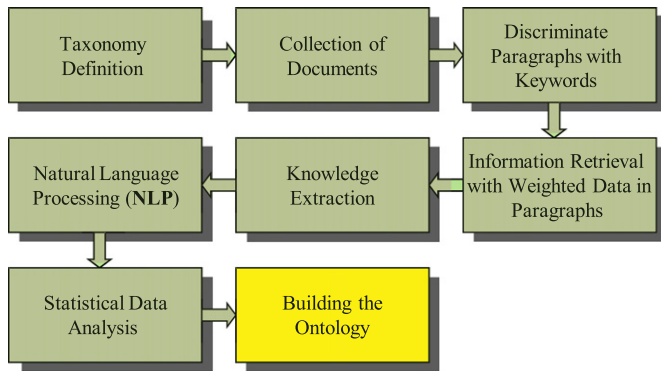 Taxonomy
Definition
Collection of
Documents
Discriminate
Paragraphs with
Keywords
Information Retrieval
with Weighted Data in
Paragraphs
Knowledge
Extraction
Natural Language
Processing (NLP)
Statistical Data
Analysis
Building the
Ontology